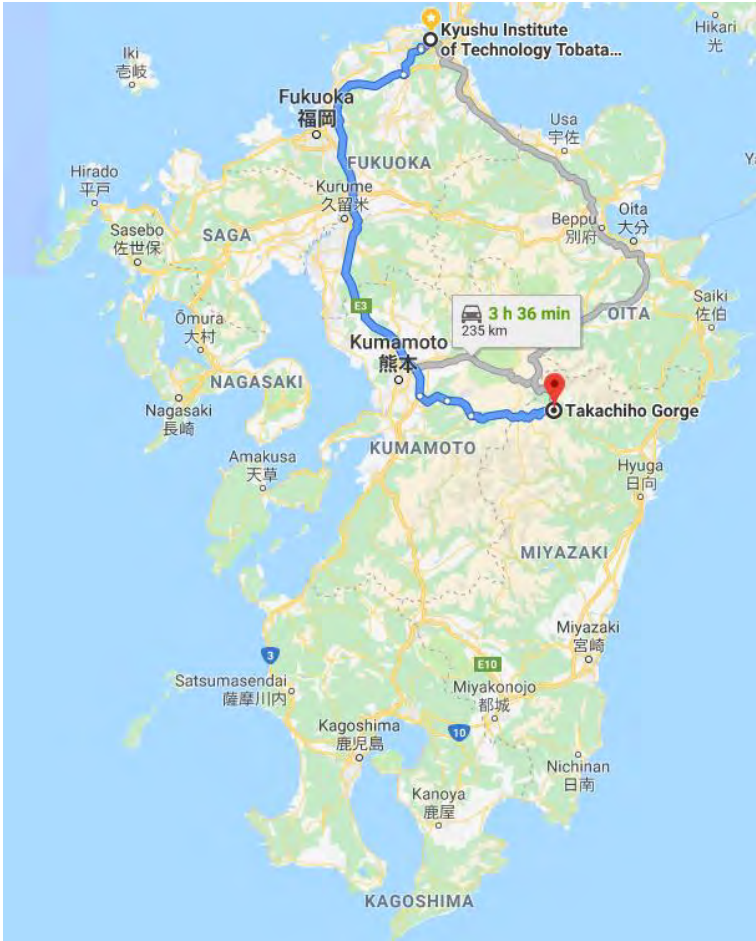 Kyushu Institute
of Technology Tobata...
Hikari
光
Iki
壱岐
Fukuoka
福岡
Usa
宇佐
FUKUOKA
Hirado
平戸
Kurume
久留米
Sasebo
佐世保
SAGA
Beppu
別府
Oita
大分
E3
3 h 36 min
235 km
OITA
Saiki
佐伯
Ōmura
大村
Kumamoto
熊本
NAGASAKI
Nagasaki
長崎
Takachiho Gorge
KUMAMOTO
Amakusa
天草
Hyuga
日向
MIYAZAKI
Miyazaki
宮崎
3
E10
Satsumasendai
薩摩川内
Miyakonojo
都城
Kagoshima
鹿児島
10
Nichinan
日南
Kanoya
鹿屋
KAGOSHIMA